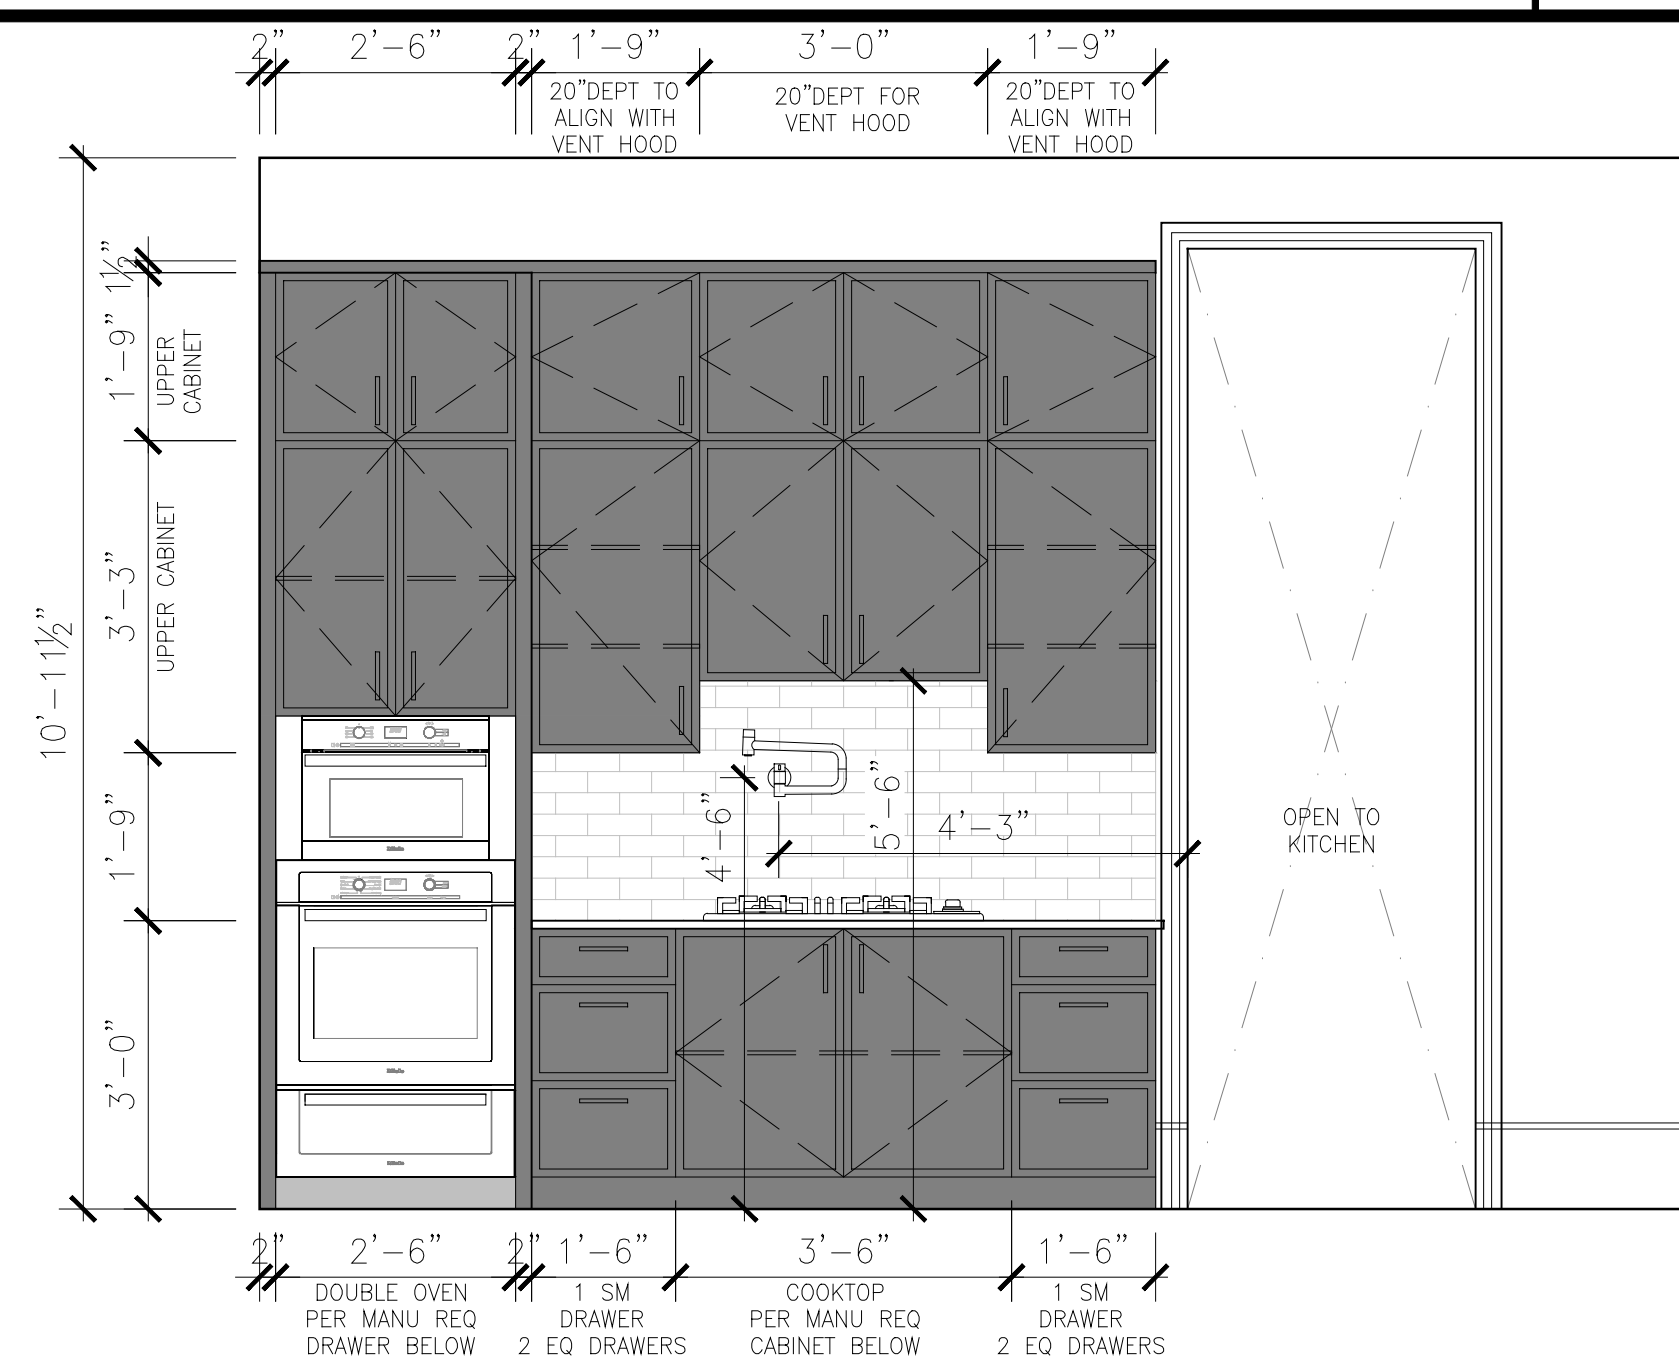 2" 2'-6" 2" 1'-9" 3'-0" 1'-9"
20"DEPT TO
ALIGN WITH
VENT HOOD
20"DEPT FOR
VENT HOOD
20"DEPT TO
ALIGN WITH
VENT HOOD
10'-11½"
1½"
1'-9"
UPPER
CABINET
3'-3"
UPPER CABINET
1'-9"
3'-0"
4'-6"
5'-6"
4'-3"
OPEN TO
KITCHEN
2" 2'-6" 2" 1'-6" 3'-6" 1'-6"
DOUBLE OVEN
PER MANU REQ
DRAWER BELOW
1 SM
DRAWER
2 EQ DRAWERS
COOKTOP
PER MANU REQ
CABINET BELOW
1 SM
DRAWER
2 EQ DRAWERS